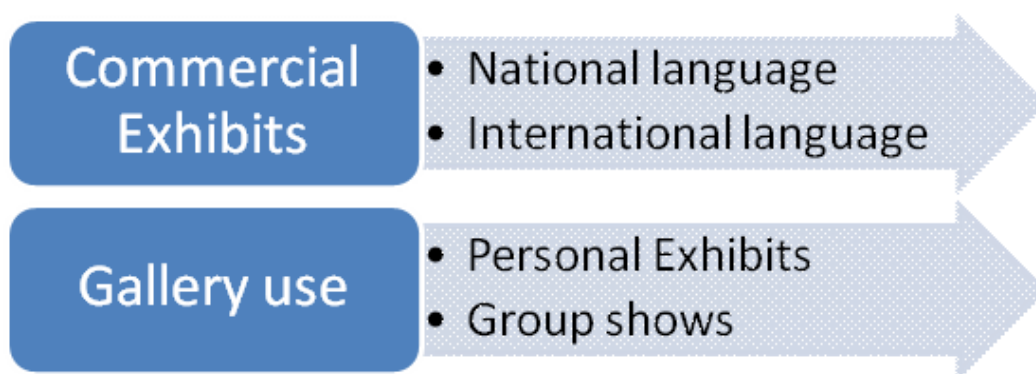 Commercial
Exhibits
• National language
• International language
Gallery use
• Personal Exhibits
• Group shows